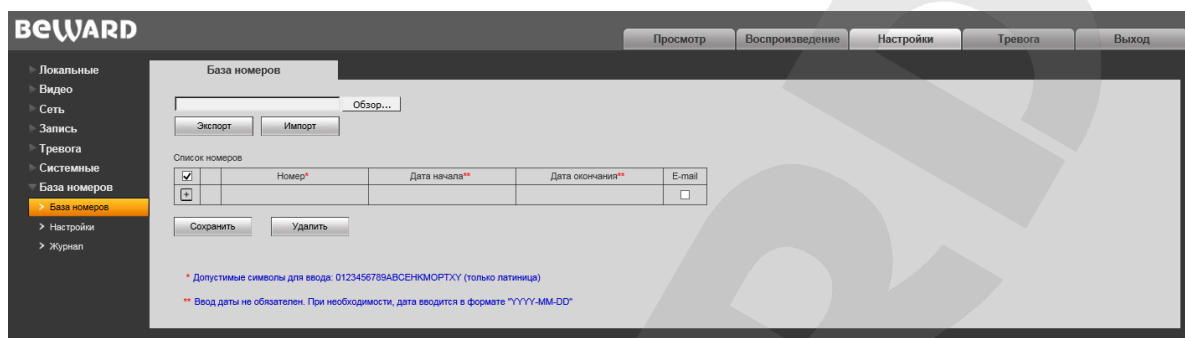 BEWARD
Просмотр Воспроизведение Настройки Тревога Выход
Локальные
Видео
Сеть
Запись
Тревога
Системные
База номеров
База номеров
Настройки
Журнал
База номеров
Обзор...
Экспорт Импорт
Список номеров
Номер* Дата начала** Дата окончания** E-mail
+
Сохранить Удалить
* Допустимые символы для ввода: 0123456789ABCEHKMOPTXY (только латиница)
** Ввод даты не обязателен. При необходимости, дата вводится в формате "YYYY-MM-DD"